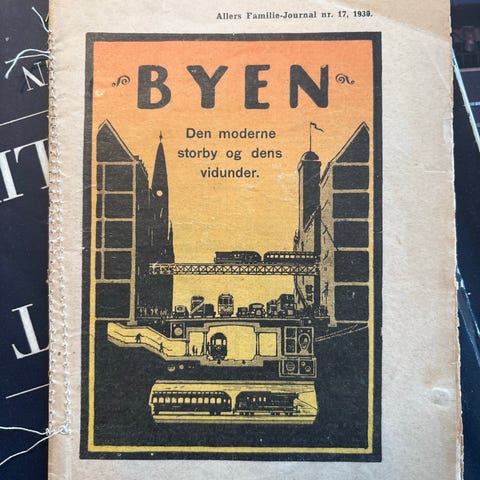 Allers Familie-Journal nr. 17, 1930.
BYEN
Den moderne
storby og dens
vidunder.